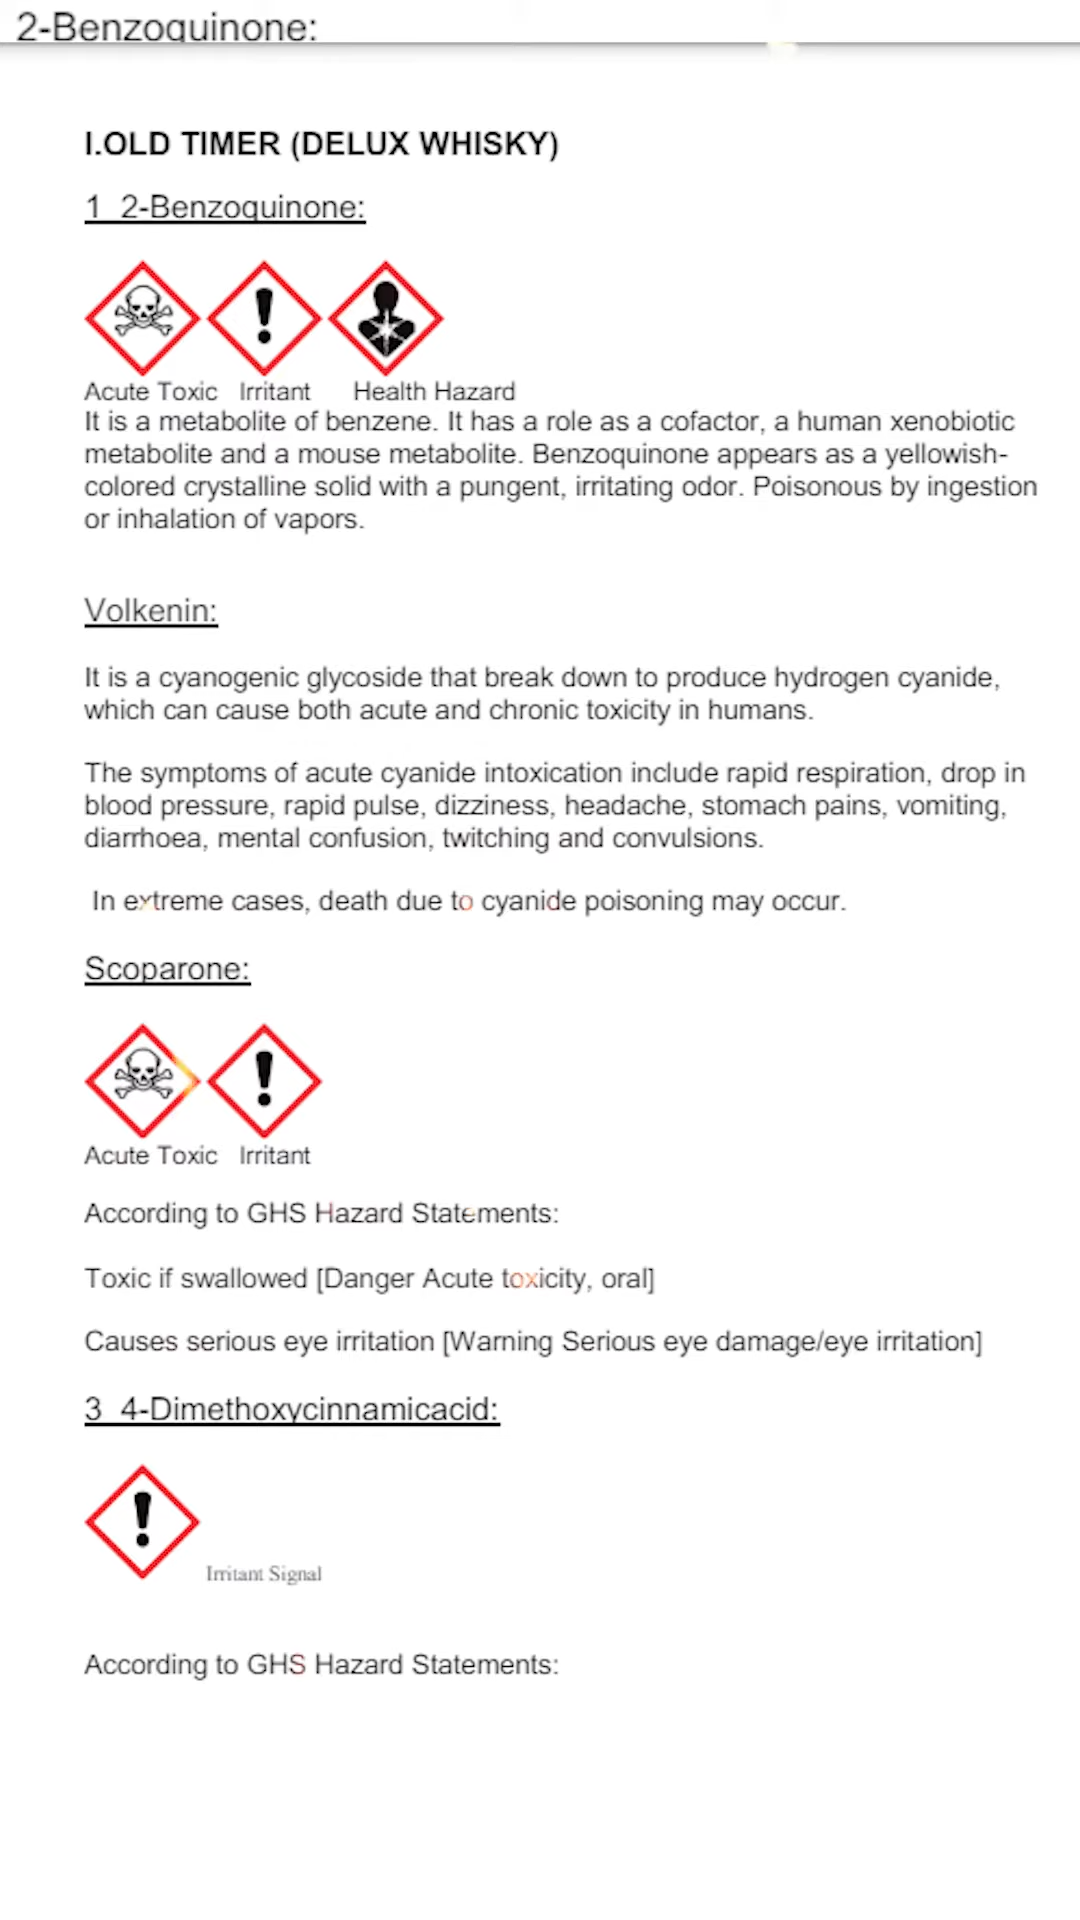 2-Benzoquinone:
I.OLD TIMER (DELUX WHISKY)
1 2-Benzoquinone:
Acute Toxic Irritant Health Hazard
It is a metabolite of benzene. It has a role as a cofactor, a human xenobiotic
metabolite and a mouse metabolite. Benzoquinone appears as a yellowish-
colored crystalline solid with a pungent, irritating odor. Poisonous by ingestion
or inhalation of vapors.
Volkenin:
It is a cyanogenic glycoside that break down to produce hydrogen cyanide,
which can cause both acute and chronic toxicity in humans.
The symptoms of acute cyanide intoxication include rapid respiration, drop in
blood pressure, rapid pulse, dizziness, headache, stomach pains, vomiting,
diarrhoea, mental confusion, twitching and convulsions.
In extreme cases, death due to cyanide poisoning may occur.
Scoparone:
Acute Toxic Irritant
According to GHS Hazard Statements:
Toxic if swallowed [Danger Acute toxicity, oral]
Causes serious eye irritation [Warning Serious eye damage/eye irritation]
3 4-Dimethoxycinnamicacid:
Irritant Signal
According to GHS Hazard Statements: